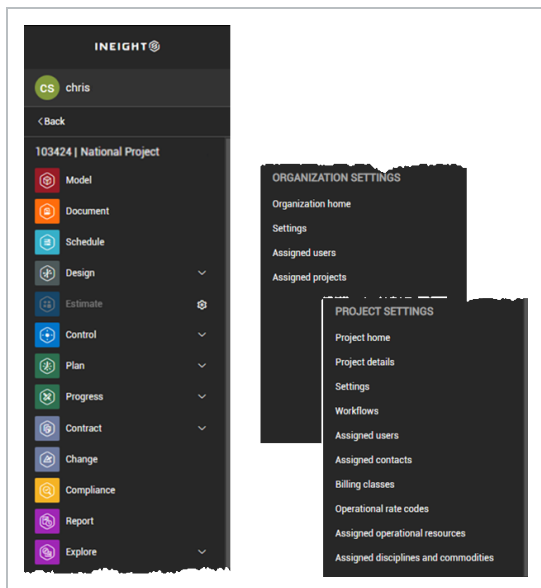 INEIGHT
CS chris
<Back
103424 | National Project
Model
Document
Schedule
Design
Estimate
Control
Plan
Progress
Contract
Change
Compliance
Report
Explore
ORGANIZATION SETTINGS
Organization home
Settings
Assigned users
Assigned projects
PROJECT SETTINGS
Project home
Project details
Settings
Workflows
Assigned users
Assigned contacts
Billing classes
Operational rate codes
Assigned operational resources
Assigned disciplines and commodities